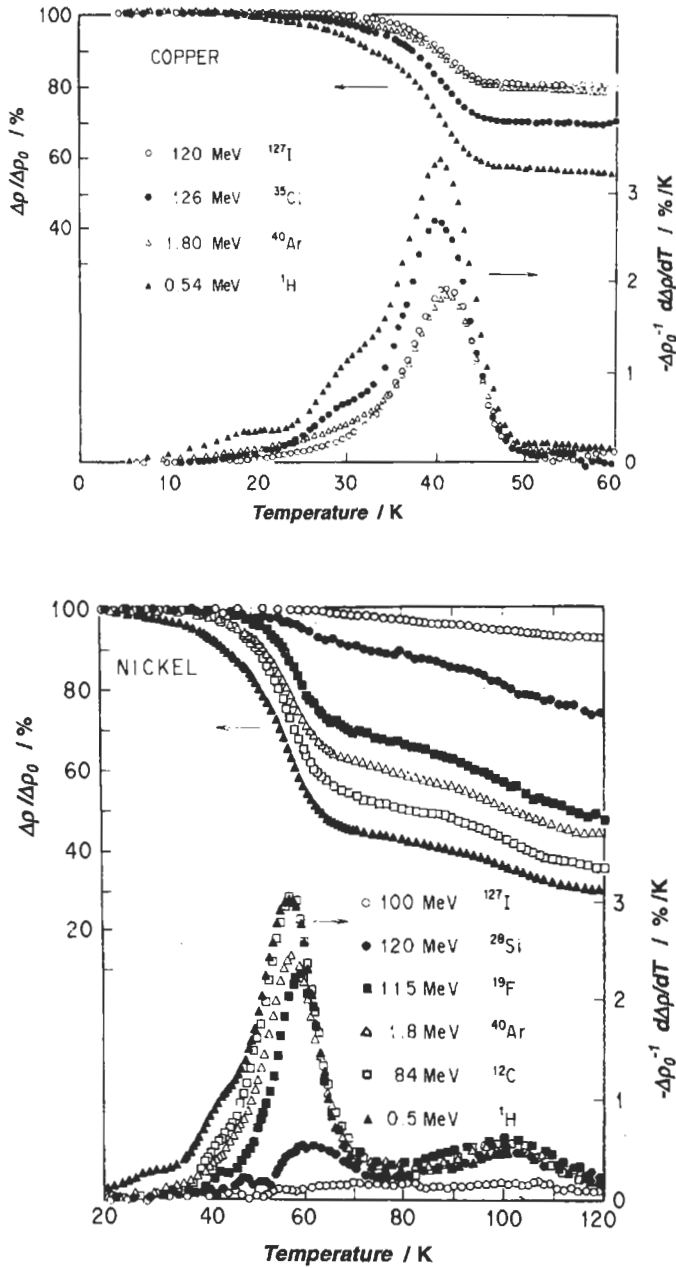 100
80
60
40
Δρ/Δρ₀ / %
COPPER
○ 120 MeV ¹²⁷I
● 126 MeV ³⁵Cl
△ 1.80 MeV ⁴⁰Ar
▲ 0.54 MeV ¹H
3
2
1
0
-Δρ₀⁻¹ dΔρ/dT / %/K
0 10 20 30 40 50 60
Temperature / K
100
80
60
40
20
Δρ/Δρ₀ / %
NICKEL
○ 100 MeV ¹²⁷I
● 120 MeV ²⁸Si
■ 115 MeV ¹⁹F
△ 1.8 MeV ⁴⁰Ar
□ 84 MeV ¹²C
▲ 0.5 MeV ¹H
3
2
1
0
-Δρ₀⁻¹ dΔρ/dT / %/K
20 40 60 80 100 120
Temperature / K